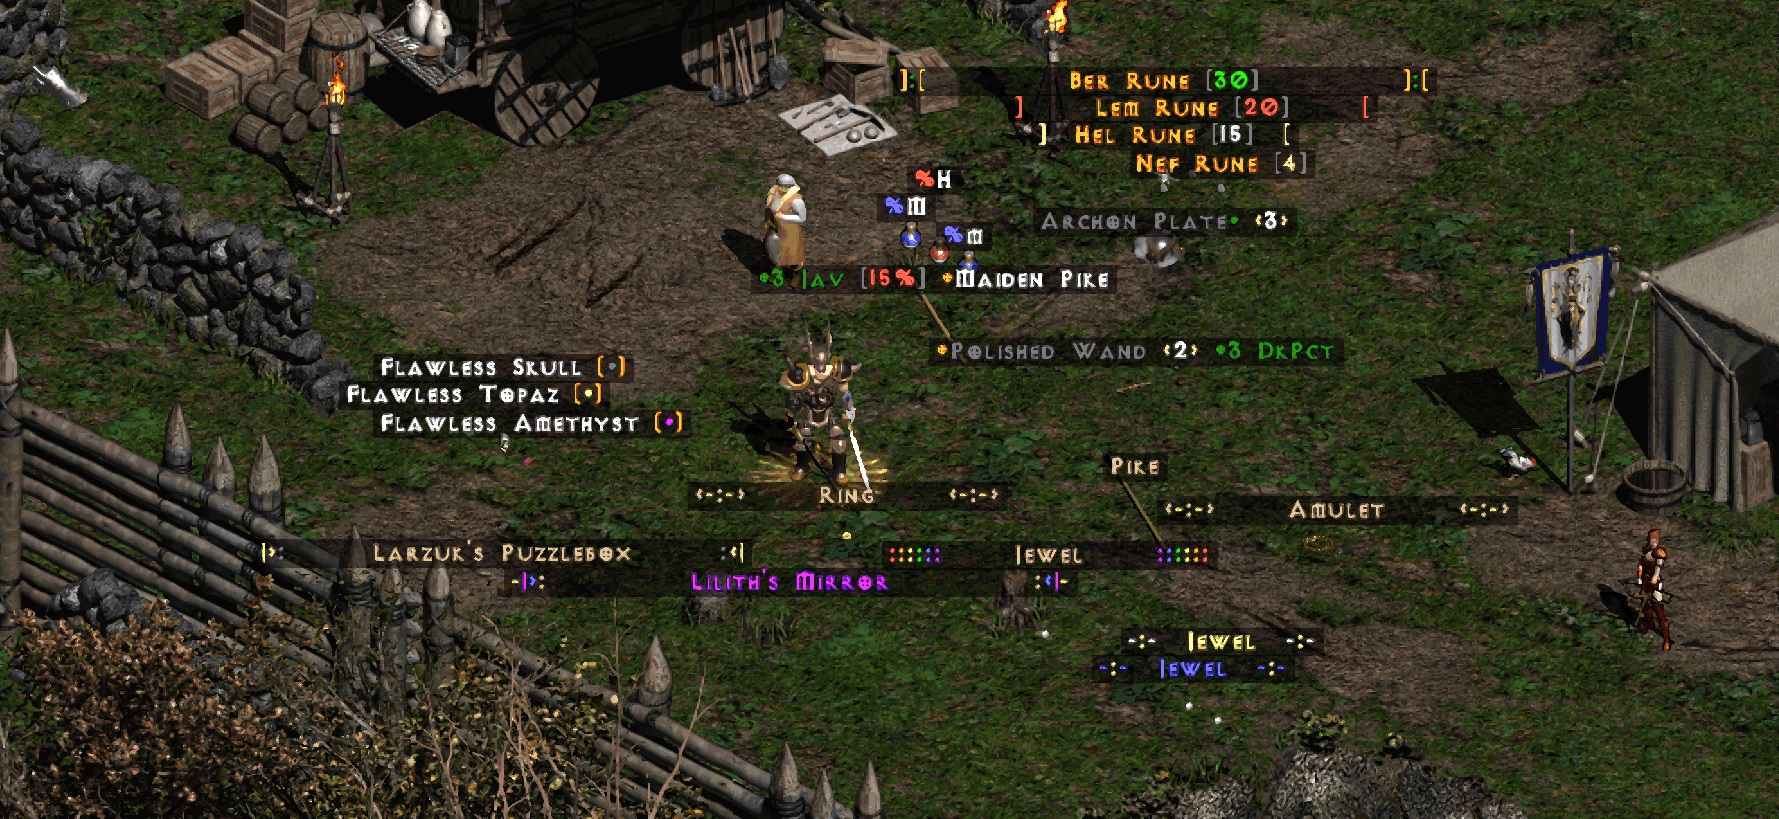 ]:[ Ber Rune [30] ]:[
] Lem Rune [20] [
] Hel Rune [15] [
Nef Rune [4]
%H
%M
Archon Plate• <3>
%m
+3 Jav [15%] •Maiden Pike
•Polished Wand <2> +3 DkPct
Flawless Skull (•)
Flawless Topaz (•)
Flawless Amethyst (•)
Pike
<-:-> Ring <-:->
<-:-> Amulet <-:->
|>: Larzuk's Puzzlebox :<|
:::::: Jewel ::::::
-|>: Lilith's Mirror :<|-
-:- Jewel -:-
-:- Jewel -:-